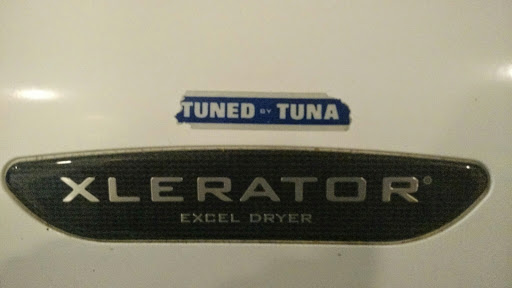 TUNED BY TUNA
XLERATOR®
EXCEL DRYER